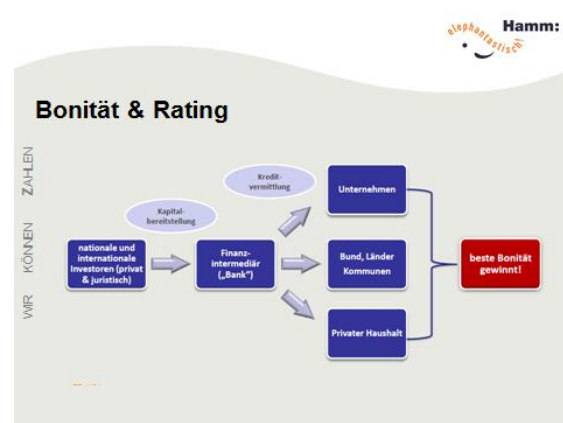 elephantastisch!
Hamm:
Bonität & Rating
WIR KÖNNEN ZAHLEN
Kapital-
bereitstellung
Kredit-
vermittlung
nationale und
internationale
Investoren (privat
& juristisch)
Finanz-
intermediär
(„Bank“)
Unternehmen
Bund, Länder
Kommunen
Privater Haushalt
beste Bonität
gewinnt!